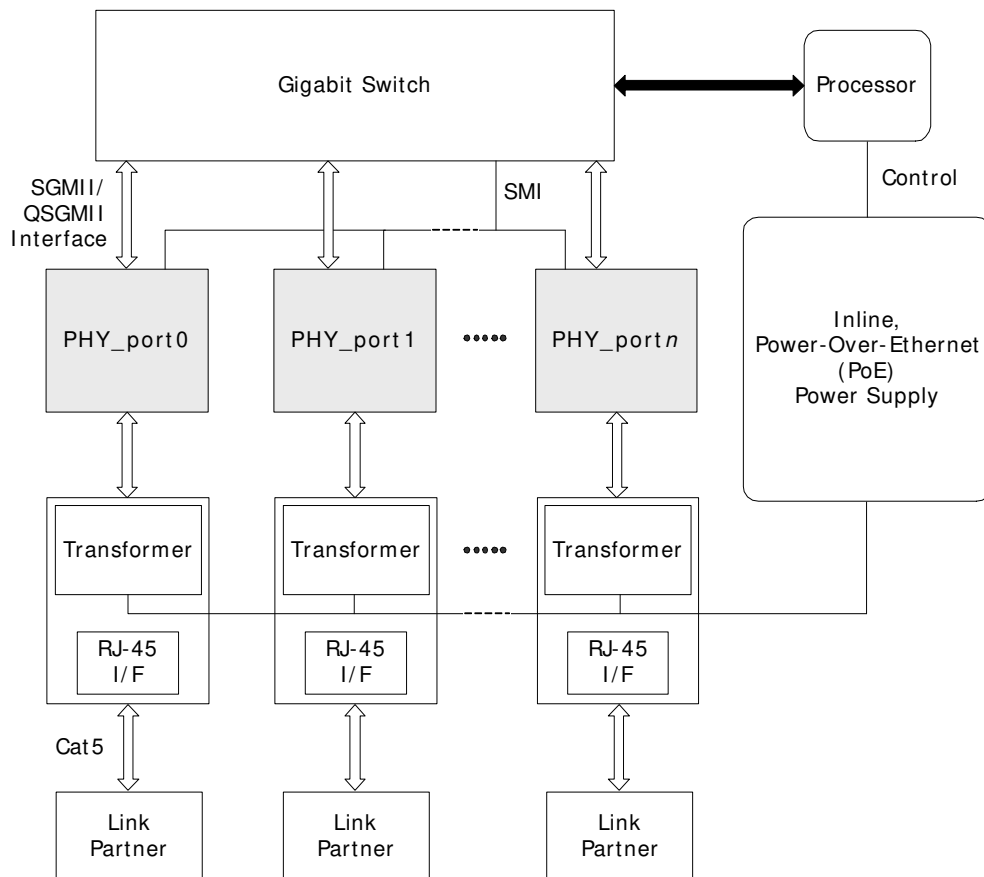 Gigabit Switch
Processor
SGMII/
QSGMII
Interface
SMI
Control
PHY_port0
PHY_port1
PHY_portn
Inline,
Power-Over-Ethernet
(PoE)
Power Supply
Transformer
Transformer
Transformer
RJ-45
I/F
RJ-45
I/F
RJ-45
I/F
Cat5
Link
Partner
Link
Partner
Link
Partner